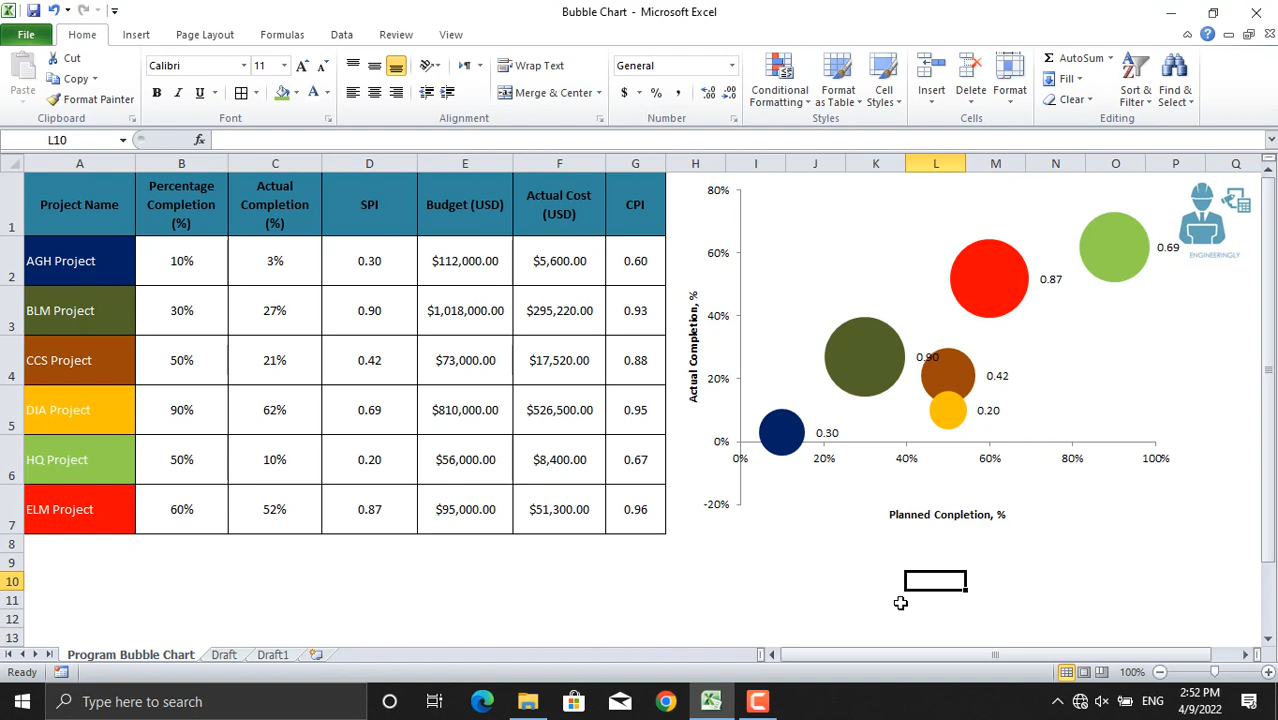 Bubble Chart - Microsoft Excel
File Home Insert Page Layout Formulas Data Review View
Paste
Cut
Copy
Format Painter
Clipboard
Calibri 11
B I U
Font
Wrap Text
Merge & Center
Alignment
General
$ % ,
Number
Conditional Formatting
Format as Table
Cell Styles
Styles
Insert
Delete
Format
Cells
AutoSum
Fill
Clear
Sort & Filter
Find & Select
Editing
L10 fx
A B C D E F G H I J K L M N O P Q
1 Project Name Percentage Completion (%) Actual Completion (%) SPI Budget (USD) Actual Cost (USD) CPI
2 AGH Project 10% 3% 0.30 $112,000.00 $5,600.00 0.60
3 BLM Project 30% 27% 0.90 $1,018,000.00 $295,220.00 0.93
4 CCS Project 50% 21% 0.42 $73,000.00 $17,520.00 0.88
5 DIA Project 90% 62% 0.69 $810,000.00 $526,500.00 0.95
6 HQ Project 50% 10% 0.20 $56,000.00 $8,400.00 0.67
7 ELM Project 60% 52% 0.87 $95,000.00 $51,300.00 0.96
8
9
10
11
12
13
80%
60%
40%
20%
0%
-20%
Actual Completion, %
0.69
0.87
0.90
0.42
0.20
0.30
0% 20% 40% 60% 80% 100%
Planned Conpletion, %
ENGINEERINGLY
Program Bubble Chart Draft Draft1
Ready 100%
Type here to search
ENG
2:52 PM
4/9/2022